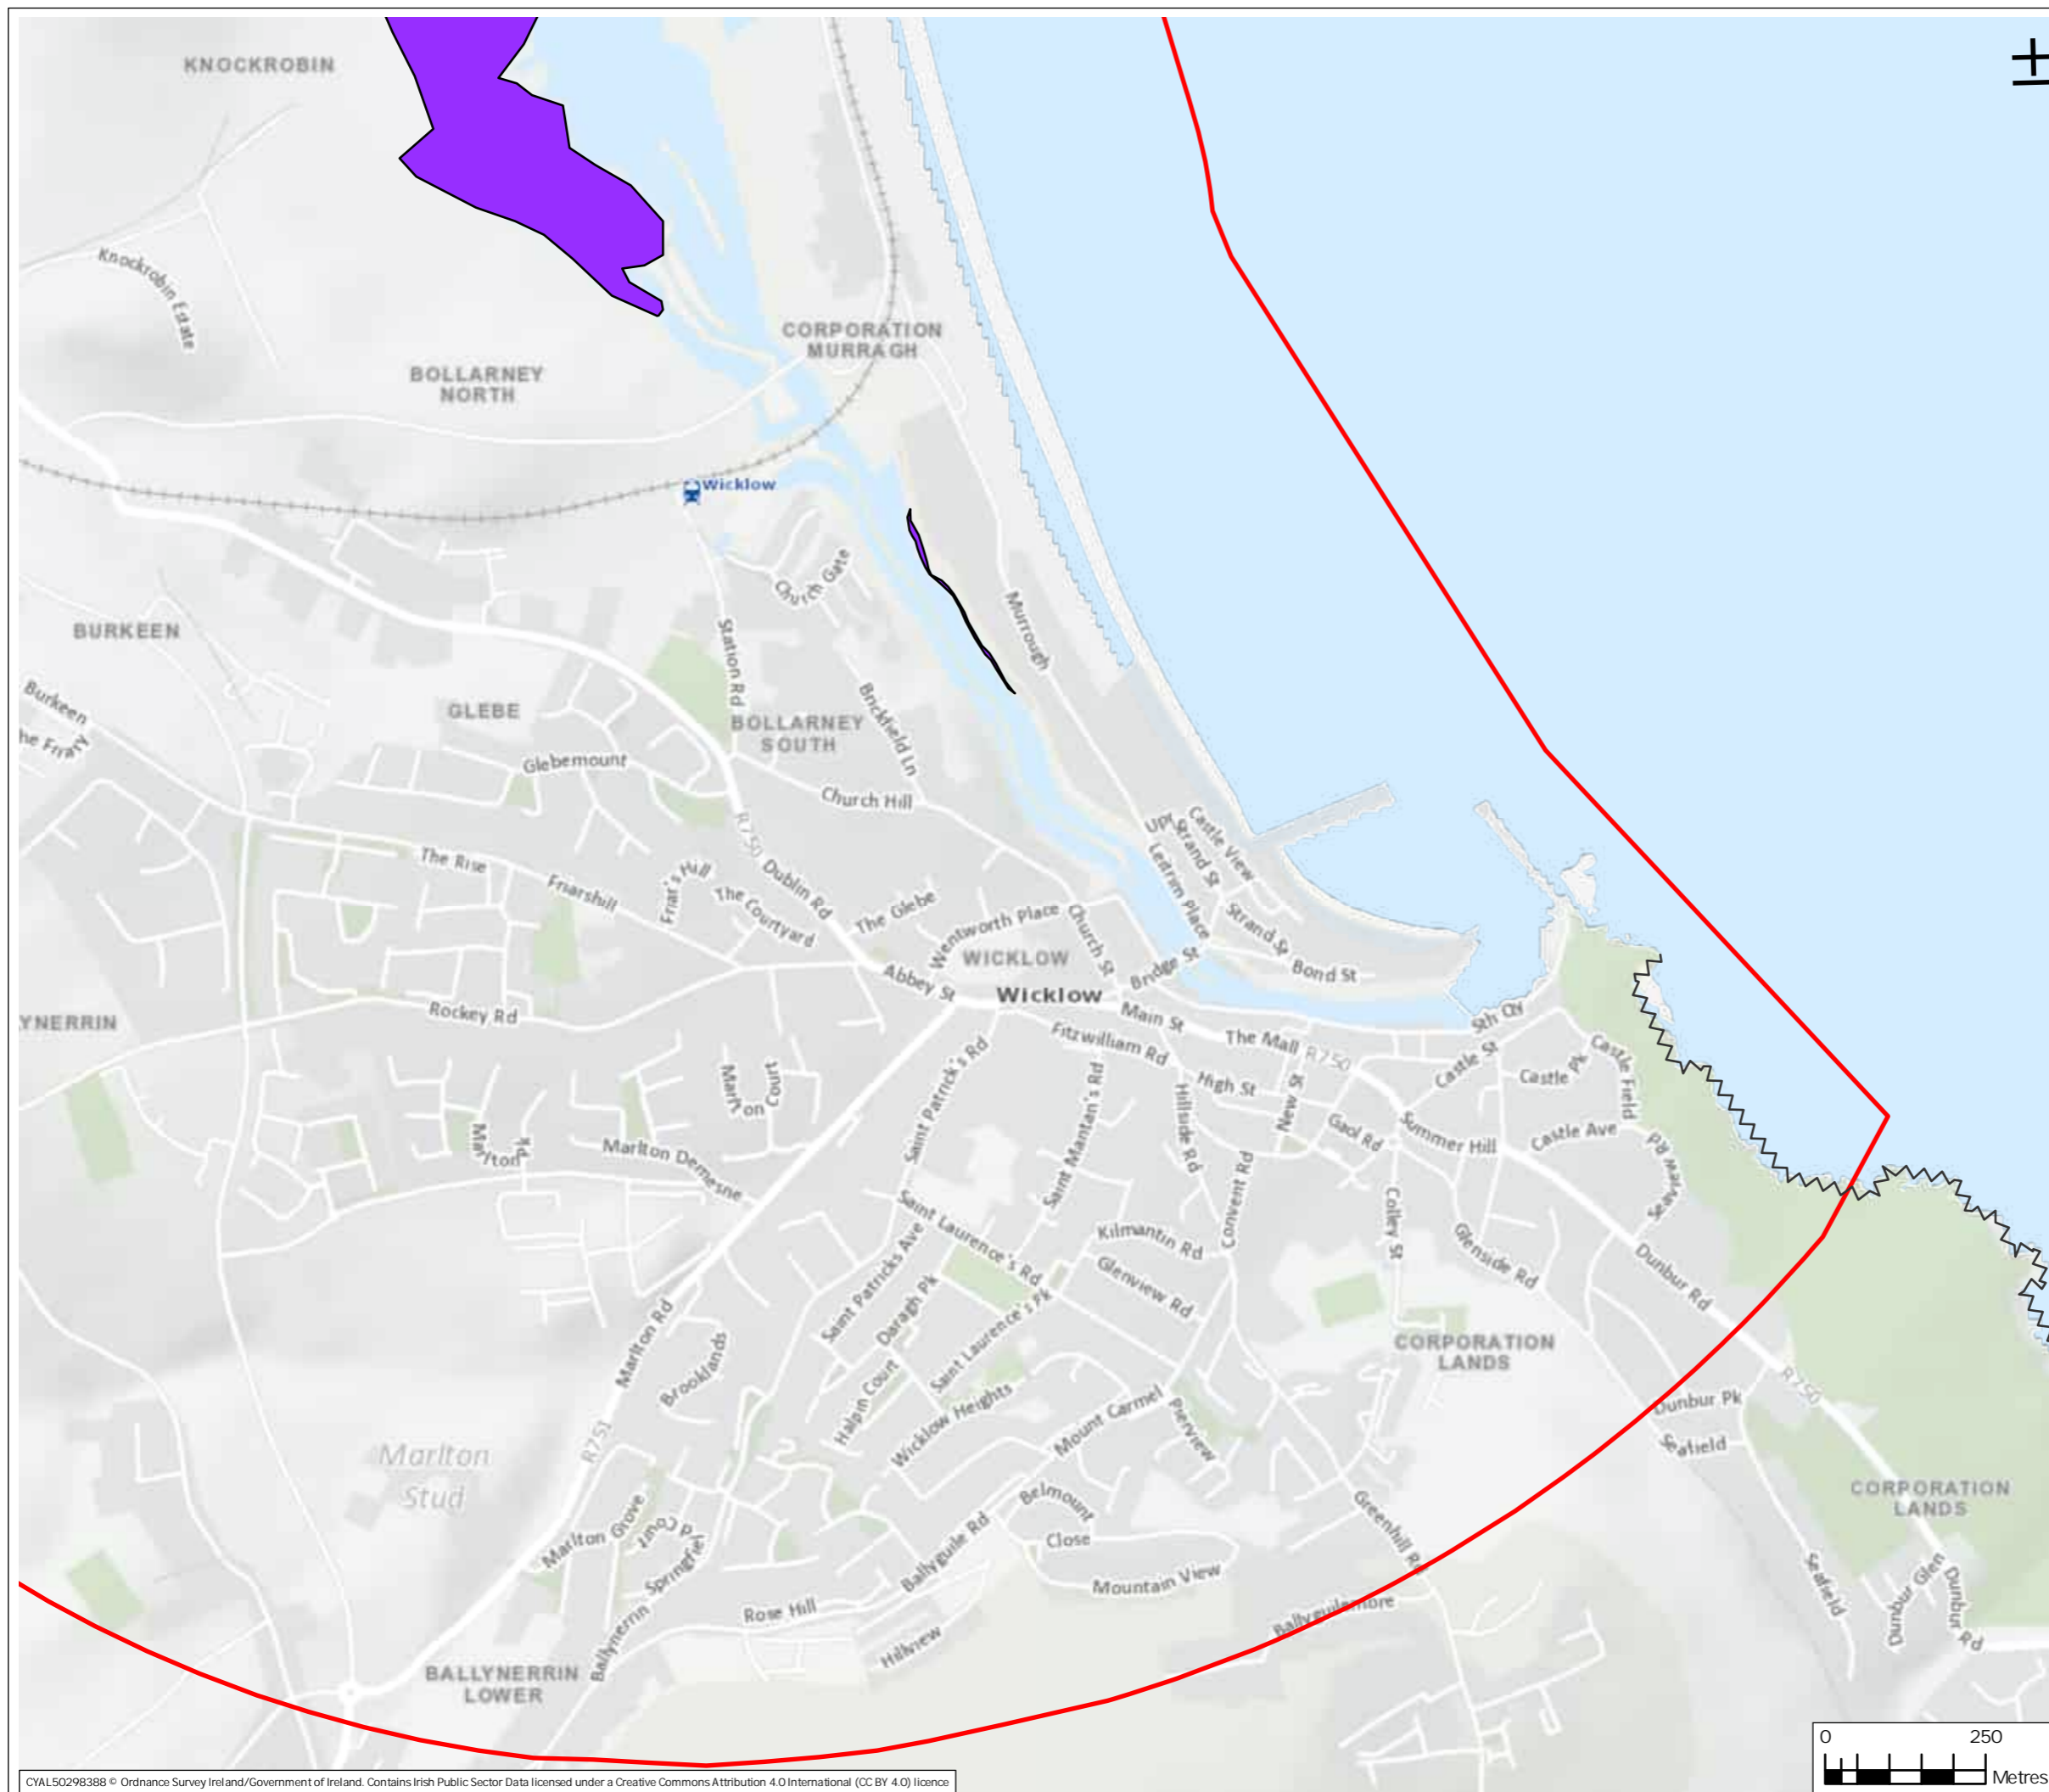 KNOCKROBIN
Knockrobin Estate
CORPORATION
MURRAGH
BOLLARNEY
NORTH
Wicklow
Church Gate
Murrough
BURKEEN
Station Rd
Burkeen
he Friary
GLEBE
BOLLARNEY
SOUTH
Brickfield Ln
Glebemount
Church Hill
R750
Upr Strand St
Castle View
Leitrim Place
The Rise
Friarshill
Friar's Hill
The Courtyard
Dublin Rd
The Glebe
Wentworth Place
Church St
Strand St
WICKLOW
Abbey St
Bridge St
Bond St
Wicklow
YNERRIN
Rockey Rd
Main St
Sth
Fitzwilliam Rd
The Mall
R750
Castle St
Castle Pk
Castle Field
Marlton Court
Saint Patrick's Rd
Saint Mantan's Rd
High St
Hillside Rd
New St
Gaol Rd
Summer Hill
Castle Ave
Marlton Pk
Marlton Demesne
Seaview Rd
Saint Laurence's Rd
Convent Rd
Colley St
Kilmantin Rd
Glenside Rd
Dunbur Rd
Glenview Rd
Saint Patricks Ave
Daragh Pk
Saint Laurence's Pk
Marlton Rd
Brooklands
Halpin Court
Wicklow Heights
Mount Carmel
Pierview
CORPORATION
LANDS
Dunbur Pk
R750
Seafield
R751
Marlton
Stud
CORPORATION
LANDS
Belmount
Close
Greenhill Rd
Marlton Grove
Springfield Court
Ballyguile Rd
Mountain View
Seafield
Dunbur Glen
Dunbur Rd
Rose Hill
Ballyguilemore
Ballynerrin
Hillview
BALLYNERRIN
LOWER
0 250
Metres
CYAL50298388 © Ordnance Survey Ireland/Government of Ireland. Contains Irish Public Sector Data licensed under a Creative Commons Attribution 4.0 International (CC BY 4.0) licence